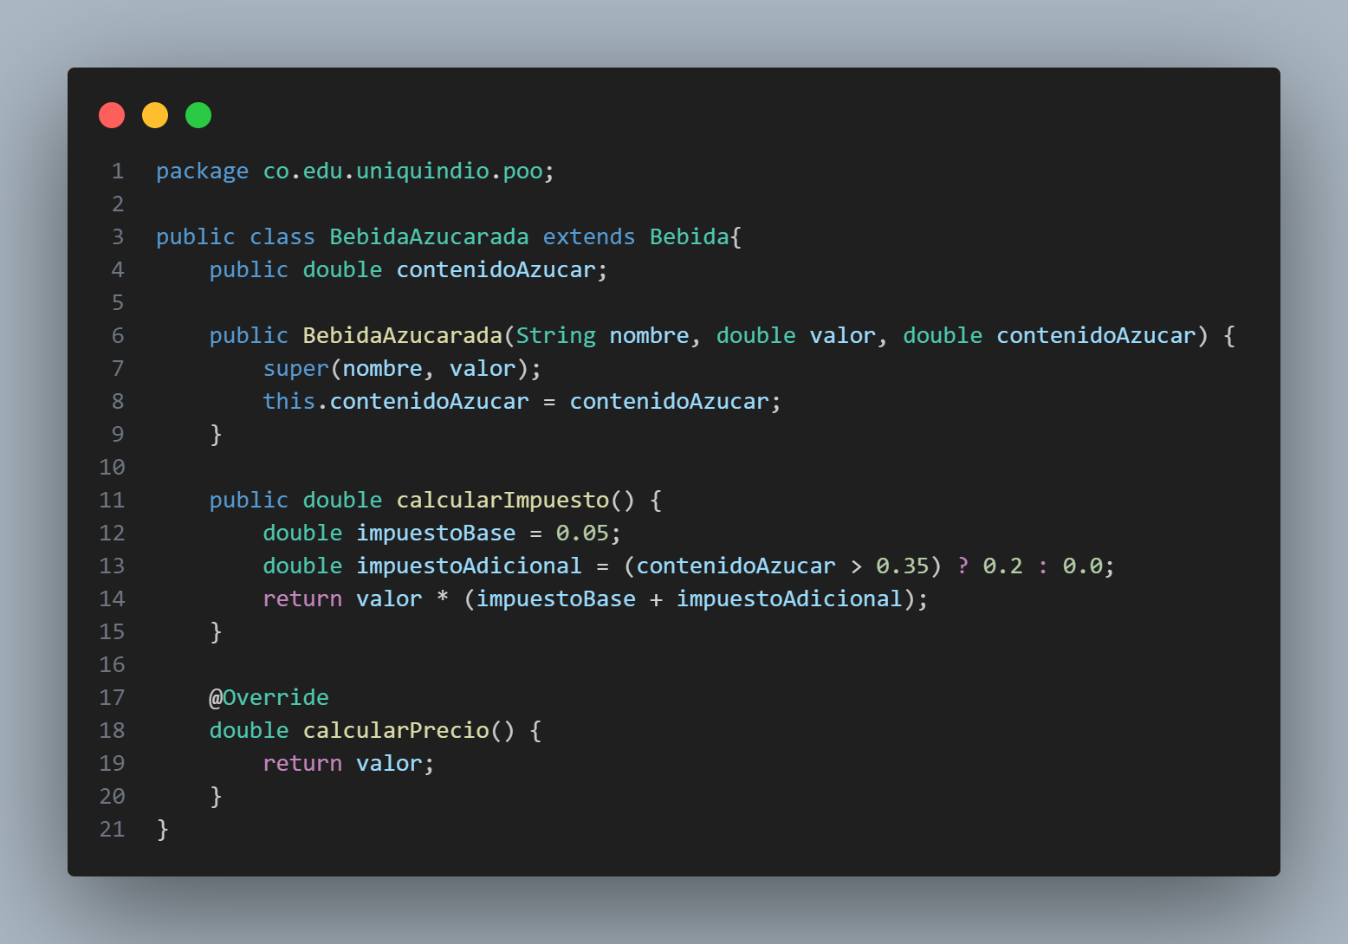 1 package co.edu.uniquindio.poo;
2
3 public class BebidaAzucarada extends Bebida{
4     public double contenidoAzucar;
5
6     public BebidaAzucarada(String nombre, double valor, double contenidoAzucar) {
7         super(nombre, valor);
8         this.contenidoAzucar = contenidoAzucar;
9     }
10
11     public double calcularImpuesto() {
12         double impuestoBase = 0.05;
13         double impuestoAdicional = (contenidoAzucar > 0.35) ? 0.2 : 0.0;
14         return valor * (impuestoBase + impuestoAdicional);
15     }
16
17     @Override
18     double calcularPrecio() {
19         return valor;
20     }
21 }